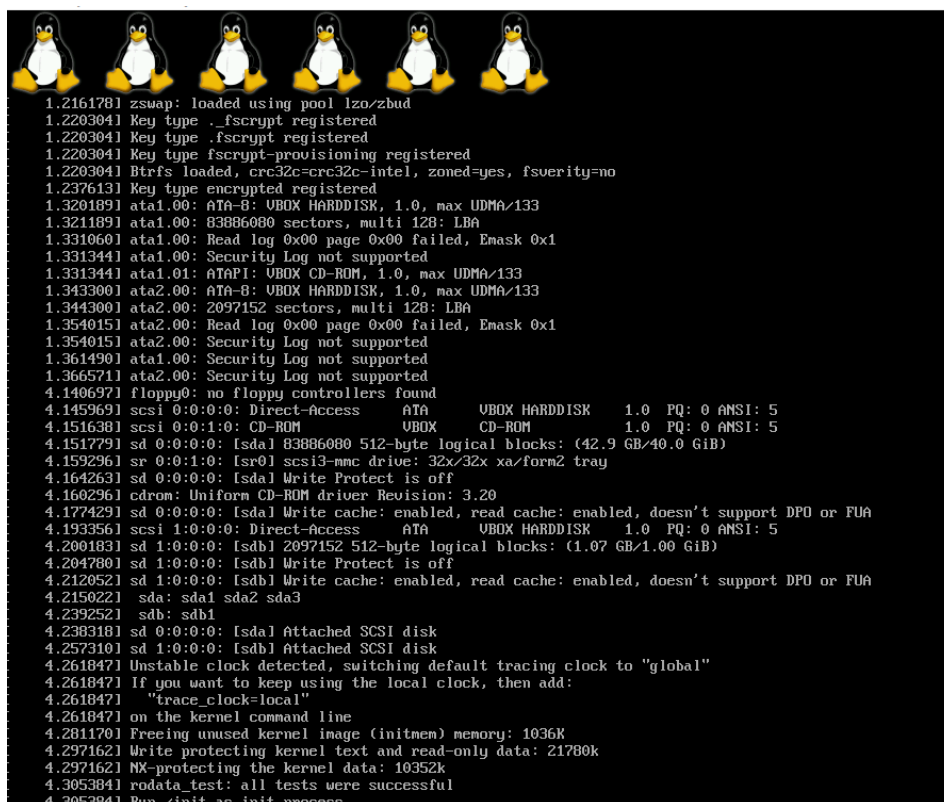 [    1.216178] zswap: loaded using pool lzo/zbud
[    1.220304] Key type ._fscrypt registered
[    1.220304] Key type .fscrypt registered
[    1.220304] Key type fscrypt-provisioning registered
[    1.220304] Btrfs loaded, crc32c=crc32c-intel, zoned=yes, fsverity=no
[    1.237613] Key type encrypted registered
[    1.320189] ata1.00: ATA-8: VBOX HARDDISK, 1.0, max UDMA/133
[    1.321189] ata1.00: 83886080 sectors, multi 128: LBA
[    1.331060] ata1.00: Read log 0x00 page 0x00 failed, Emask 0x1
[    1.331344] ata1.00: Security Log not supported
[    1.331344] ata1.01: ATAPI: VBOX CD-ROM, 1.0, max UDMA/133
[    1.343300] ata2.00: ATA-8: VBOX HARDDISK, 1.0, max UDMA/133
[    1.344300] ata2.00: 2097152 sectors, multi 128: LBA
[    1.354015] ata2.00: Read log 0x00 page 0x00 failed, Emask 0x1
[    1.354015] ata2.00: Security Log not supported
[    1.361490] ata1.00: Security Log not supported
[    1.366571] ata2.00: Security Log not supported
[    4.140697] floppy0: no floppy controllers found
[    4.145969] scsi 0:0:0:0: Direct-Access     ATA      VBOX HARDDISK    1.0  PQ: 0 ANSI: 5
[    4.151638] scsi 0:0:1:0: CD-ROM            VBOX     CD-ROM           1.0  PQ: 0 ANSI: 5
[    4.151779] sd 0:0:0:0: [sda] 83886080 512-byte logical blocks: (42.9 GB/40.0 GiB)
[    4.159296] sr 0:0:1:0: [sr0] scsi3-mmc drive: 32x/32x xa/form2 tray
[    4.164263] sd 0:0:0:0: [sda] Write Protect is off
[    4.160296] cdrom: Uniform CD-ROM driver Revision: 3.20
[    4.177429] sd 0:0:0:0: [sda] Write cache: enabled, read cache: enabled, doesn't support DPO or FUA
[    4.193356] scsi 1:0:0:0: Direct-Access     ATA      VBOX HARDDISK    1.0  PQ: 0 ANSI: 5
[    4.200183] sd 1:0:0:0: [sdb] 2097152 512-byte logical blocks: (1.07 GB/1.00 GiB)
[    4.204780] sd 1:0:0:0: [sdb] Write Protect is off
[    4.212052] sd 1:0:0:0: [sdb] Write cache: enabled, read cache: enabled, doesn't support DPO or FUA
[    4.215022]  sda: sda1 sda2 sda3
[    4.239252]  sdb: sdb1
[    4.238318] sd 0:0:0:0: [sda] Attached SCSI disk
[    4.257310] sd 1:0:0:0: [sdb] Attached SCSI disk
[    4.261847] Unstable clock detected, switching default tracing clock to "global"
[    4.261847] If you want to keep using the local clock, then add:
[    4.261847]   "trace_clock=local"
[    4.261847] on the kernel command line
[    4.281170] Freeing unused kernel image (initmem) memory: 1036K
[    4.297162] Write protecting kernel text and read-only data: 21780k
[    4.297162] NX-protecting the kernel data: 10352k
[    4.305384] rodata_test: all tests were successful
[    4.305384] Run /init as init process